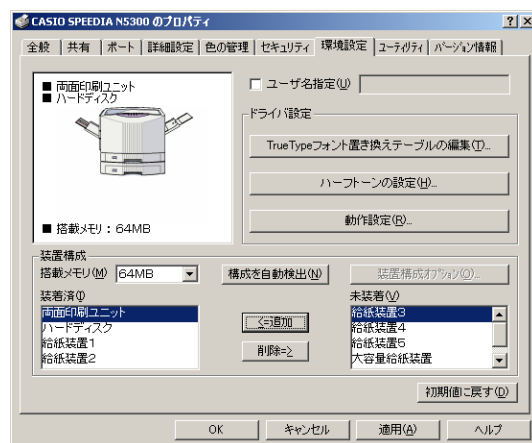 CASIO SPEEDIA N5300 のプロパティ
全般 共有 ポート 詳細設定 色の管理 セキュリティ 環境設定 ユーティリティ バージョン情報
■ 両面印刷ユニット
■ ハードディスク
■ 搭載メモリ : 64MB
ユーザ名指定(U)
ドライバ設定
TrueTypeフォント置き換えテーブルの編集(T)...
ハーフトーンの設定(H)...
動作設定(R)...
装置構成
搭載メモリ(M) 64MB 構成を自動検出(N) 装置構成オプション(O)...
装着済(I)
両面印刷ユニット
ハードディスク
給紙装置1
給紙装置2
<=追加
削除=>
未装着(V)
給紙装置3
給紙装置4
給紙装置5
大容量給紙装置
初期値に戻す(D)
OK キャンセル 適用(A) ヘルプ